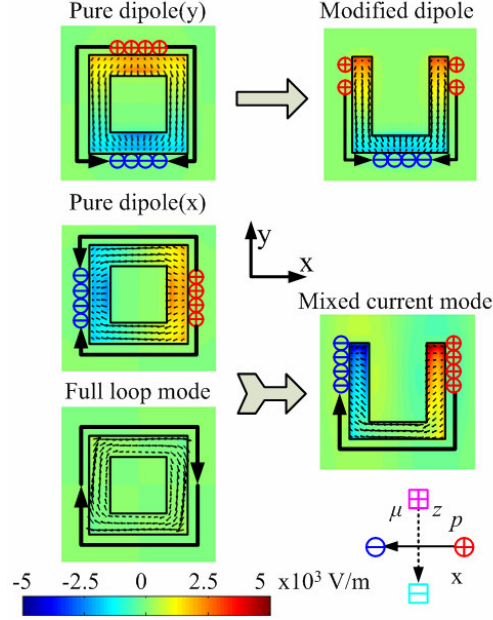 Pure dipole(y)
Modified dipole
Pure dipole(x)
y
x
Mixed current mode
Full loop mode
μ z p
x
-5 -2.5 0 2.5 5 x10³ V/m